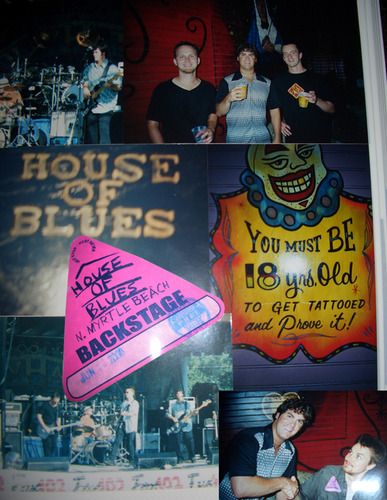 HOUSE
OF
BLUES
YOU MUST BE
18 yrs. Old
TO GET TATTOOED
and Prove it!
HOUSE
OF
BLUES
N. MYRTLE BEACH
BACKSTAGE
JUN